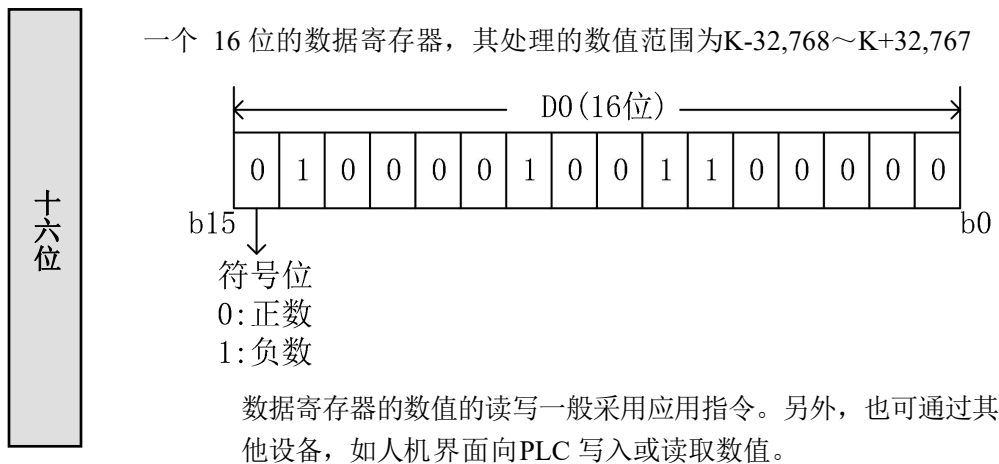 一个 16 位的数据寄存器，其处理的数值范围为K-32,768～K+32,767
D0(16位)
0 1 0 0 0 0 1 0 0 1 1 0 0 0 0 0
b15 b0
十六位
符号位
0:正数
1:负数
数据寄存器的数值的读写一般采用应用指令。另外，也可通过其
他设备，如人机界面向PLC 写入或读取数值。